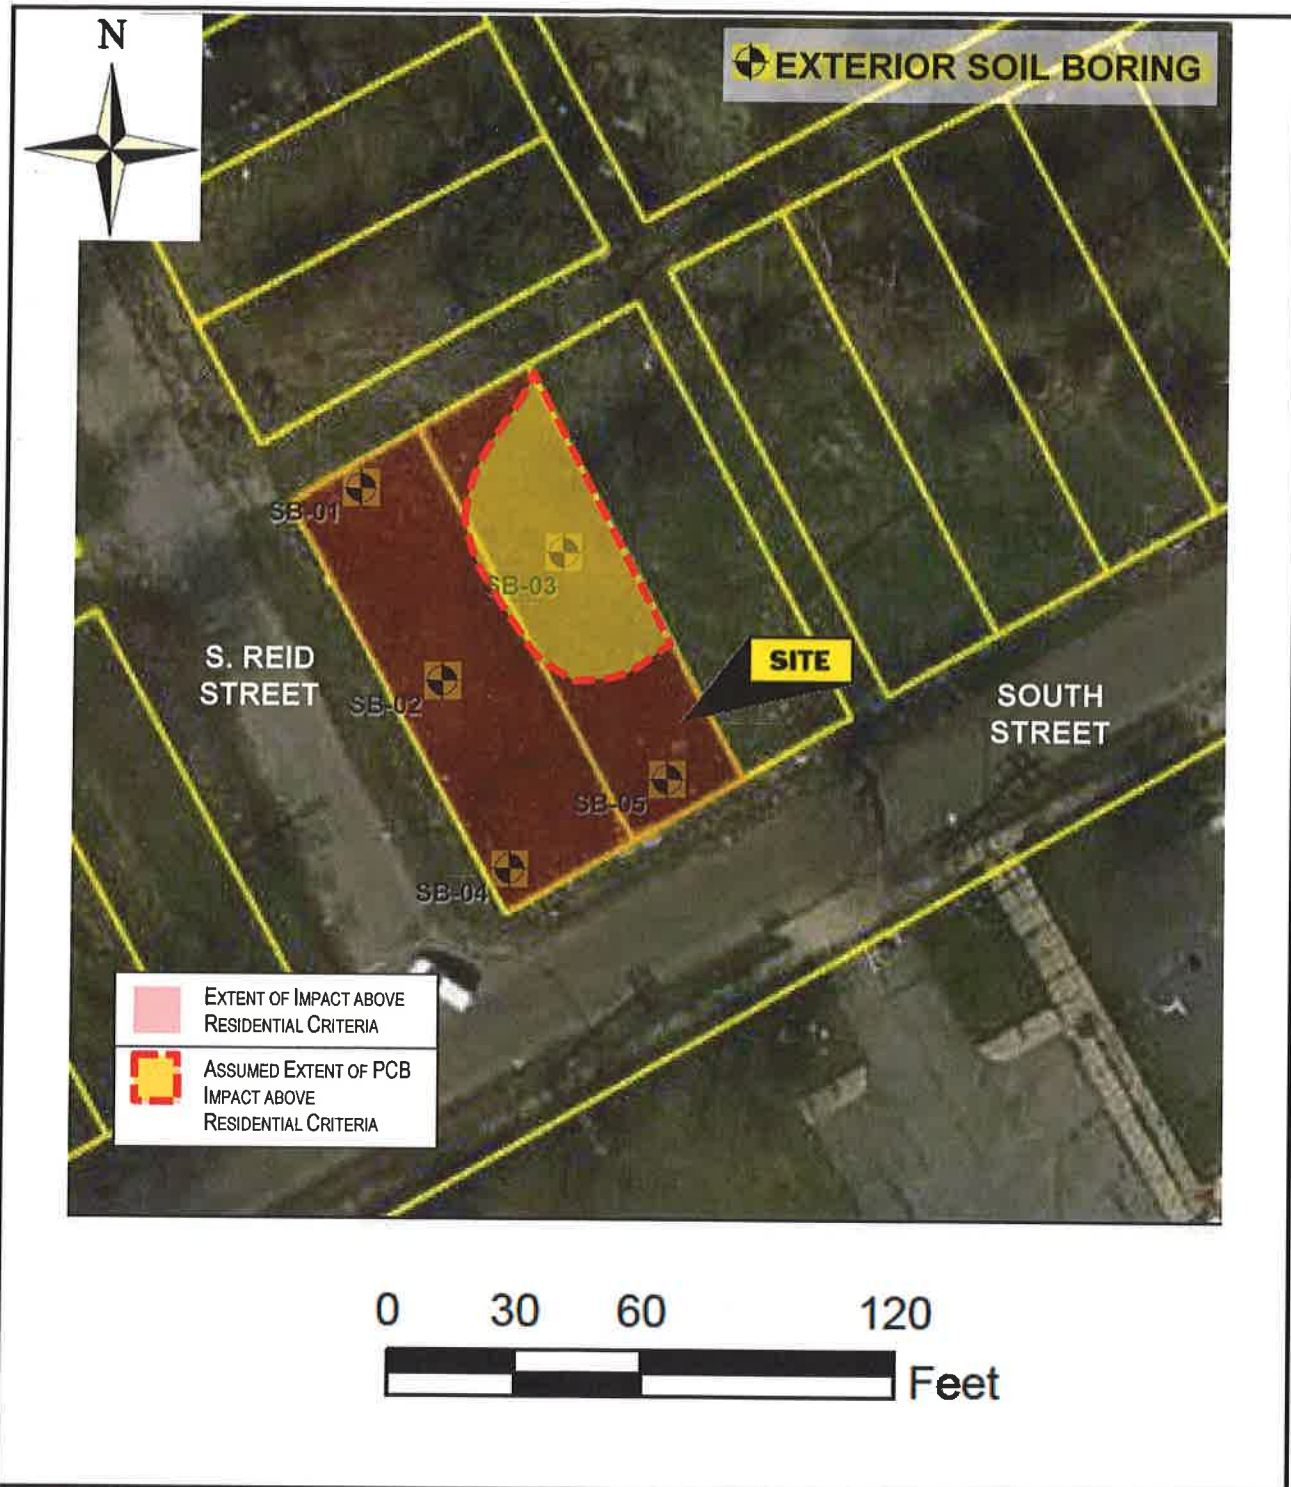 N
EXTERIOR SOIL BORING
SB-01
SB-03
S. REID
STREET
SITE
SB-02
SOUTH
STREET
SB-05
SB-04
EXTENT OF IMPACT ABOVE
RESIDENTIAL CRITERIA
ASSUMED EXTENT OF PCB
IMPACT ABOVE
RESIDENTIAL CRITERIA
0 30 60 120
Feet